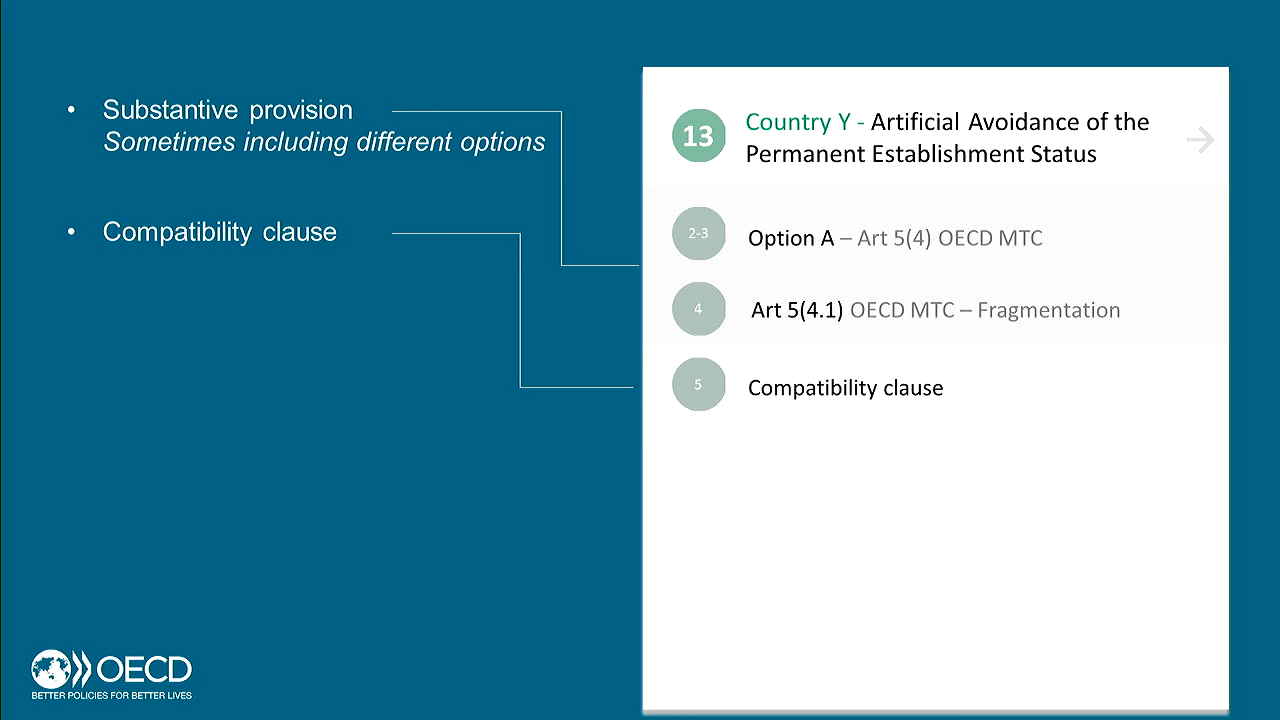 • Substantive provision
Sometimes including different options
• Compatibility clause
13
Country Y - Artificial Avoidance of the
Permanent Establishment Status
2-3
Option A – Art 5(4) OECD MTC
4
Art 5(4.1) OECD MTC – Fragmentation
5
Compatibility clause
OECD
BETTER POLICIES FOR BETTER LIVES